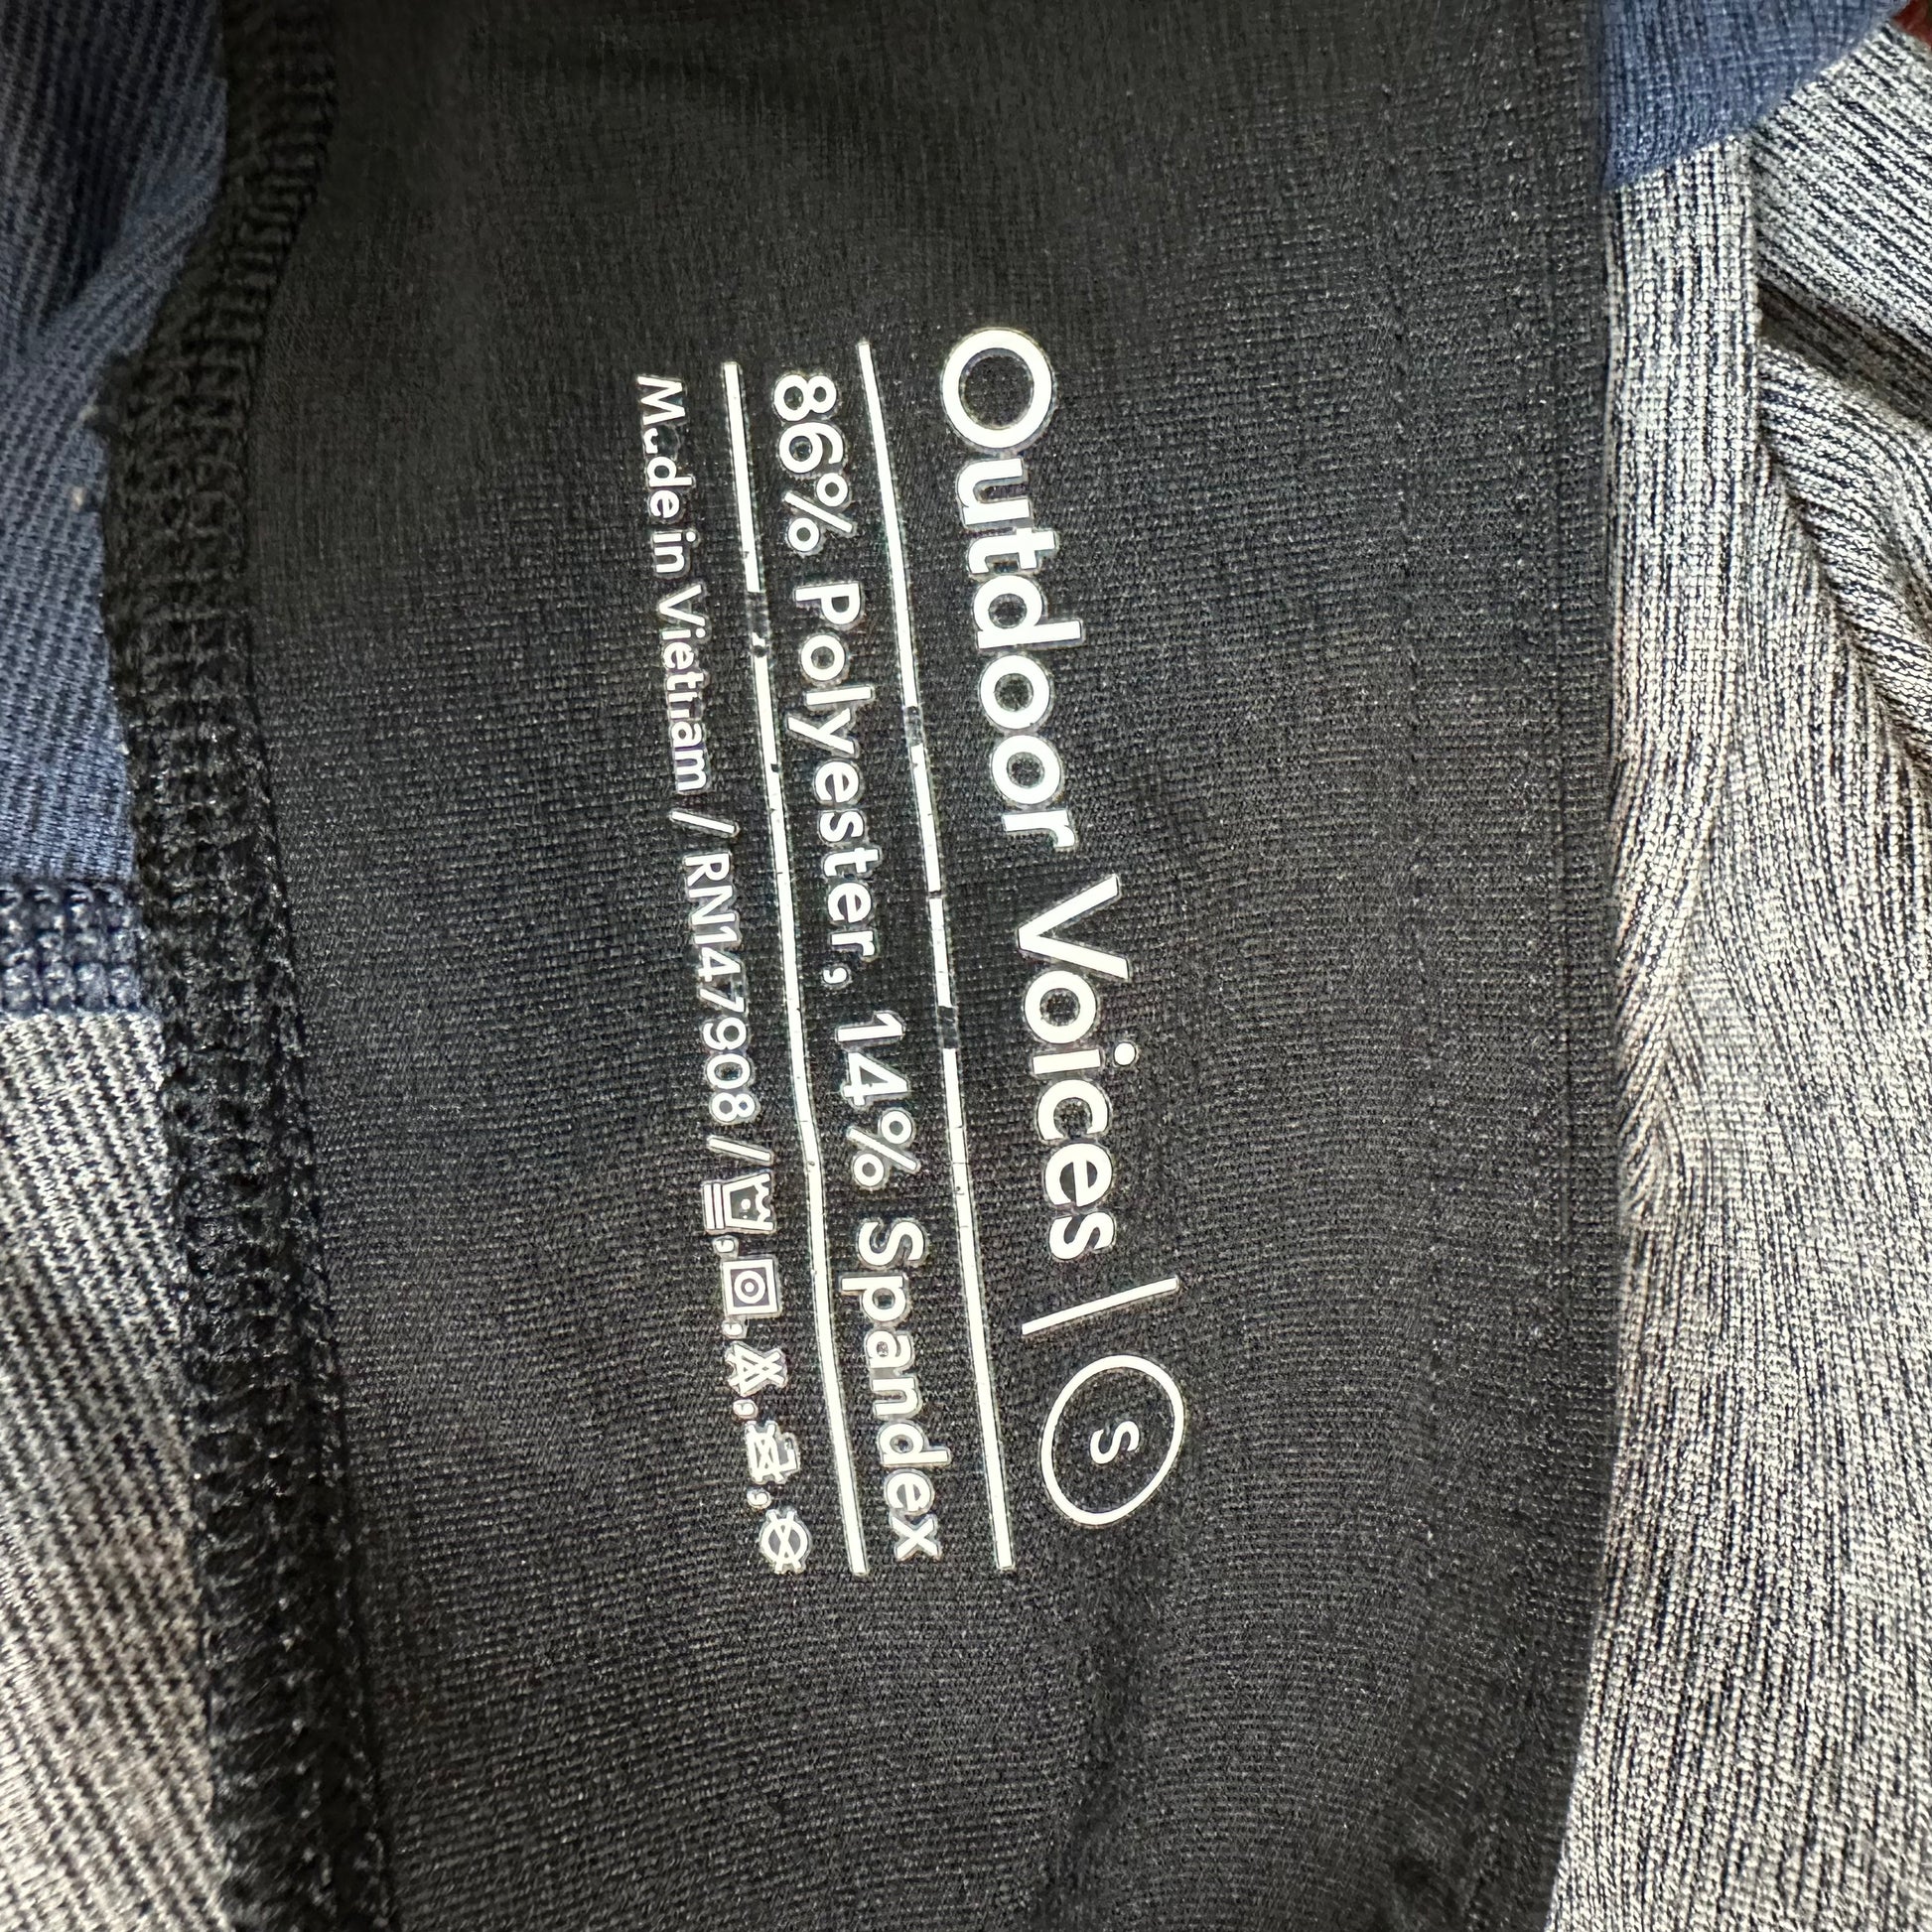 Outdoor Voices / S
86% Polyester, 14% Spandex
Made in Vietnam / RN147908 /